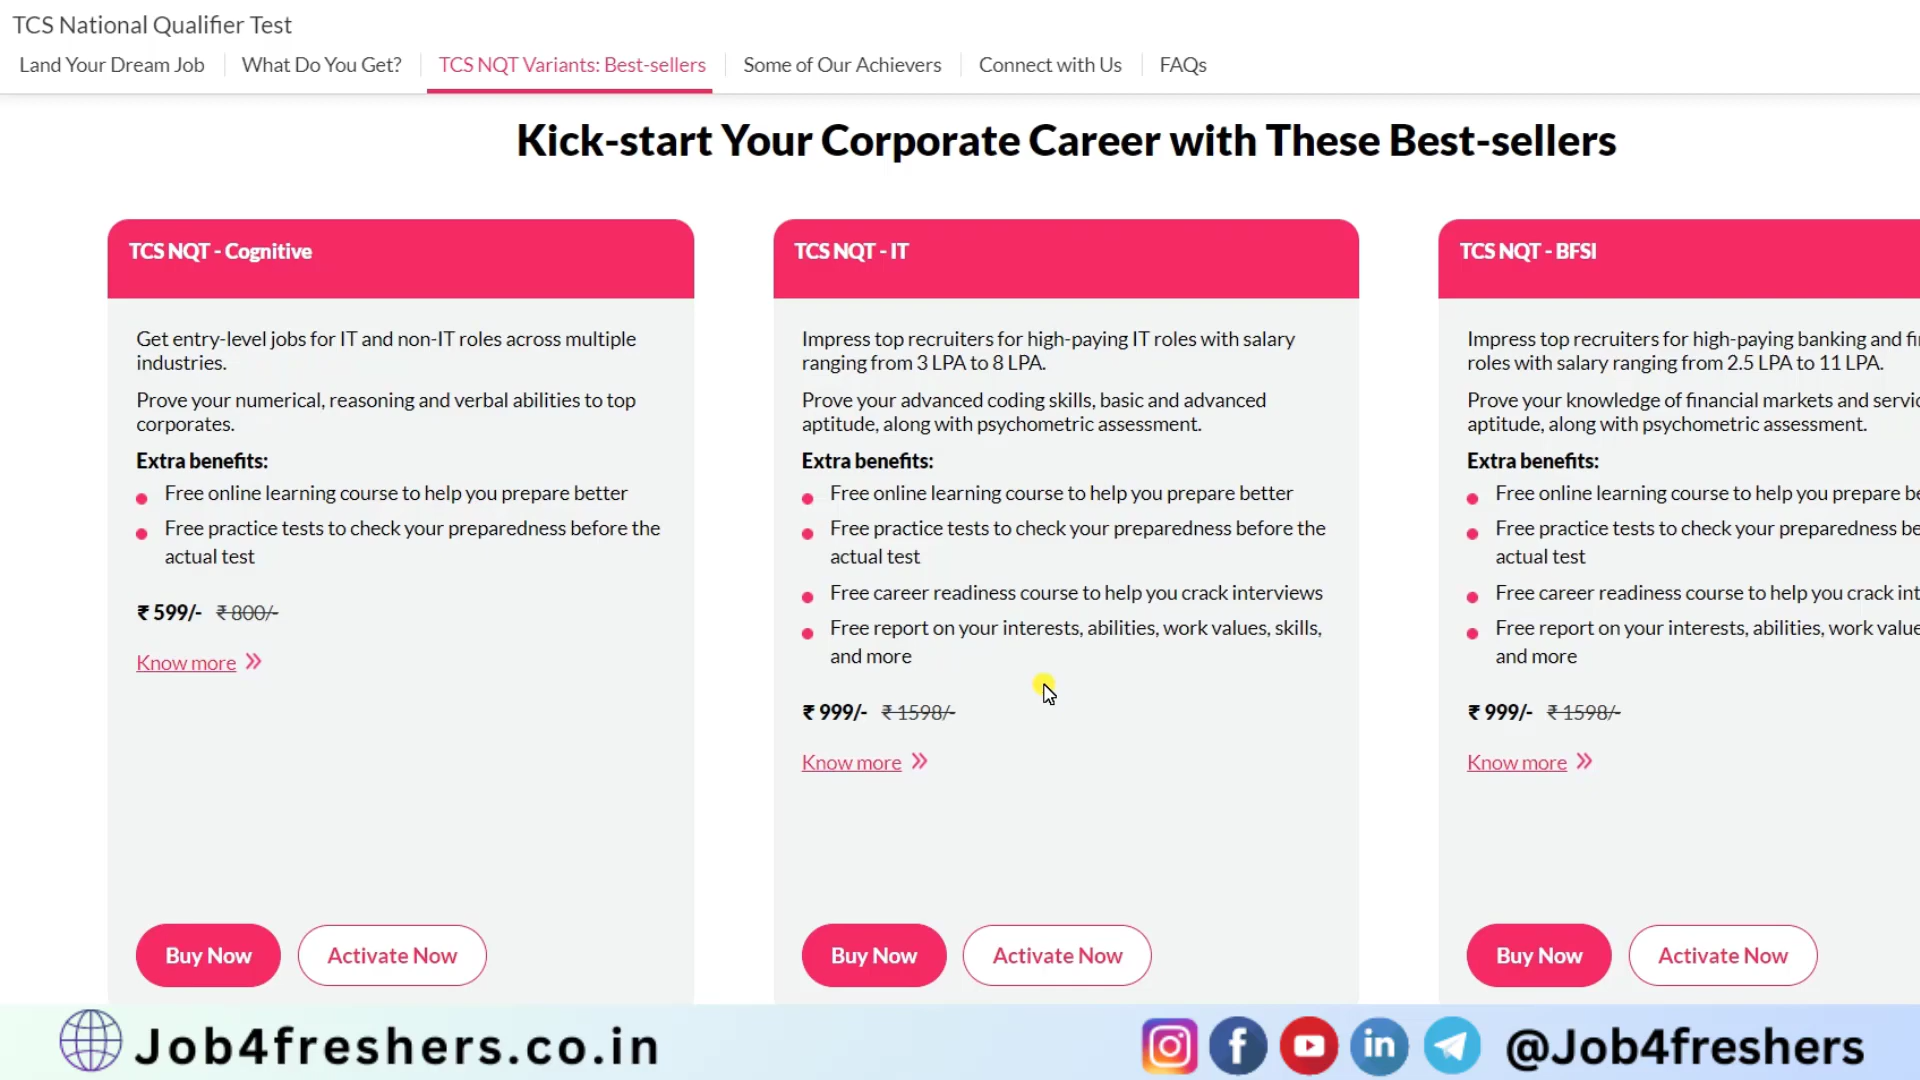 TCS National Qualifier Test
Land Your Dream Job
What Do You Get?
TCS NQT Variants: Best-sellers
Some of Our Achievers
Connect with Us
FAQs
Kick-start Your Corporate Career with These Best-sellers
TCS NQT - Cognitive
Get entry-level jobs for IT and non-IT roles across multiple
industries.
Prove your numerical, reasoning and verbal abilities to top
corporates.
Extra benefits:
Free online learning course to help you prepare better
Free practice tests to check your preparedness before the
actual test
₹ 599/- ₹ 800/-
Know more
Buy Now
Activate Now
TCS NQT - IT
Impress top recruiters for high-paying IT roles with salary
ranging from 3 LPA to 8 LPA.
Prove your advanced coding skills, basic and advanced
aptitude, along with psychometric assessment.
Extra benefits:
Free online learning course to help you prepare better
Free practice tests to check your preparedness before the
actual test
Free career readiness course to help you crack interviews
Free report on your interests, abilities, work values, skills,
and more
₹ 999/- ₹ 1598/-
Know more
Buy Now
Activate Now
TCS NQT - BFSI
Impress top recruiters for high-paying banking and
roles with salary ranging from 2.5 LPA to 11 LPA.
Prove your knowledge of financial markets and
aptitude, along with psychometric assessment.
Extra benefits:
Free online learning course to help you prepare
Free practice tests to check your preparedness
actual test
Free career readiness course to help you crack
Free report on your interests, abilities, work
and more
₹ 999/- ₹ 1598/-
Know more
Buy Now
Activate Now
Job4freshers.co.in
@Job4freshers